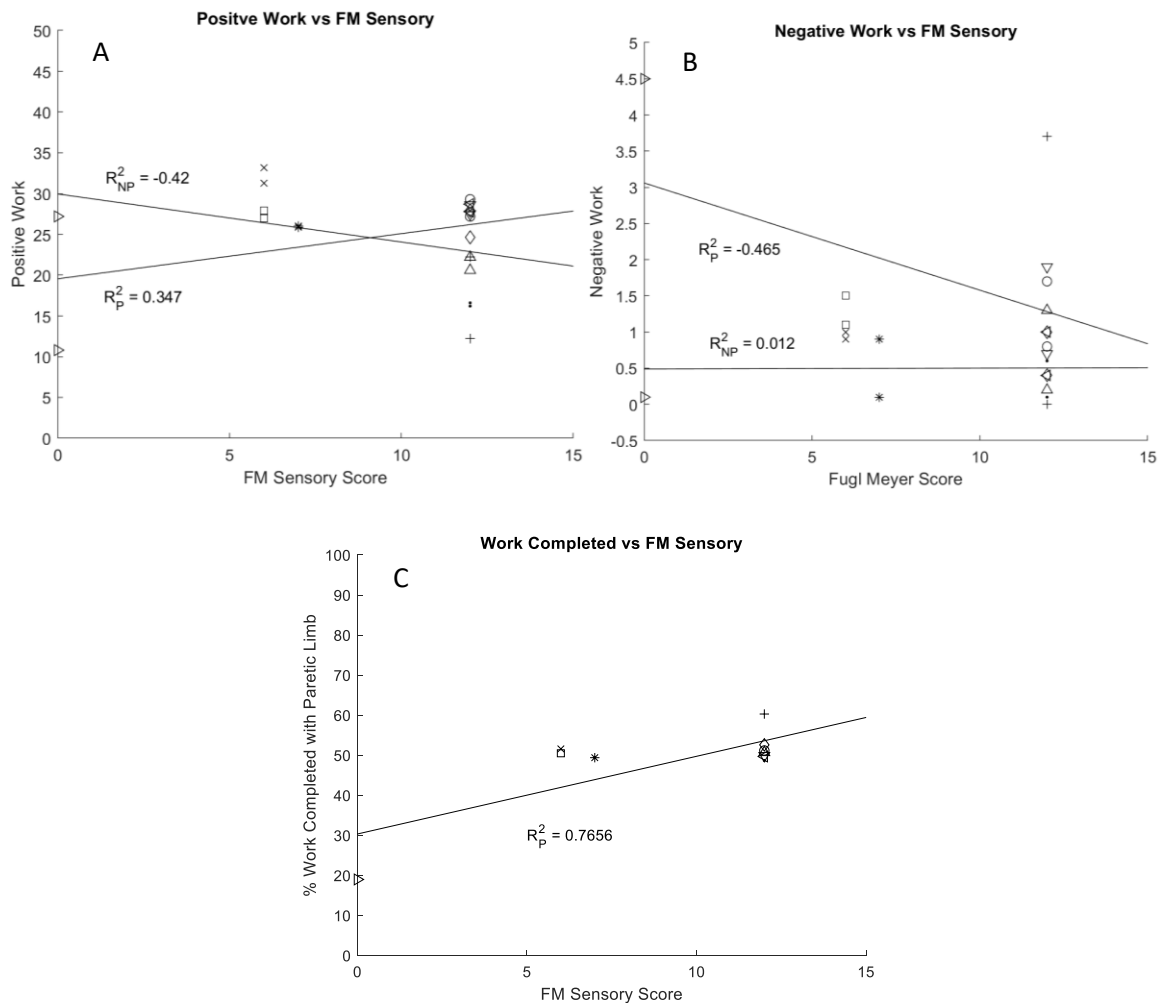 Positve Work vs FM Sensory
A
50
45
40
35
30
25
20
15
10
5
0
Positive Work
R²NP = -0.42
R²P = 0.347
0
5
10
15
FM Sensory Score
Negative Work vs FM Sensory
B
5
4.5
4
3.5
3
2.5
2
1.5
1
0.5
0
-0.5
Negative Work
R²P = -0.465
R²NP = 0.012
0
5
10
15
Fugl Meyer Score
Work Completed vs FM Sensory
C
100
90
80
70
60
50
40
30
20
10
0
% Work Completed with Paretic Limb
R²P = 0.7656
0
5
10
15
FM Sensory Score